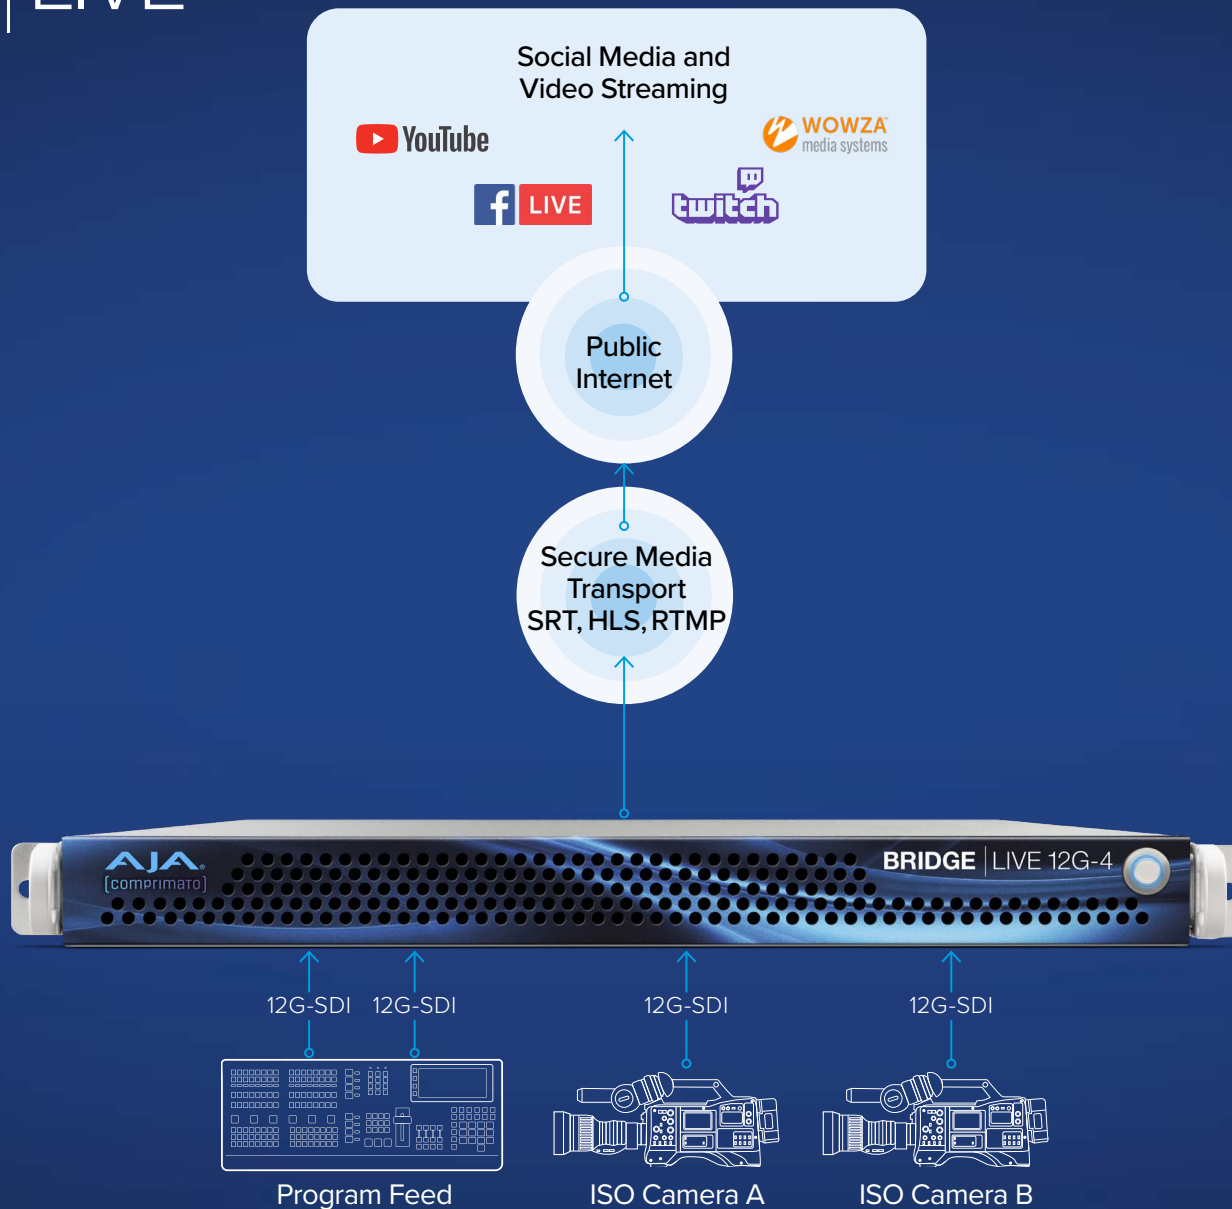 LIVE
Social Media and
Video Streaming
YouTube
WOWZA
media systems
f LIVE
twitch
Public
Internet
Secure Media
Transport
SRT, HLS, RTMP
AJA
[comprimato]
BRIDGE | LIVE 12G-4
12G-SDI 12G-SDI 12G-SDI 12G-SDI
Program Feed ISO Camera A ISO Camera B